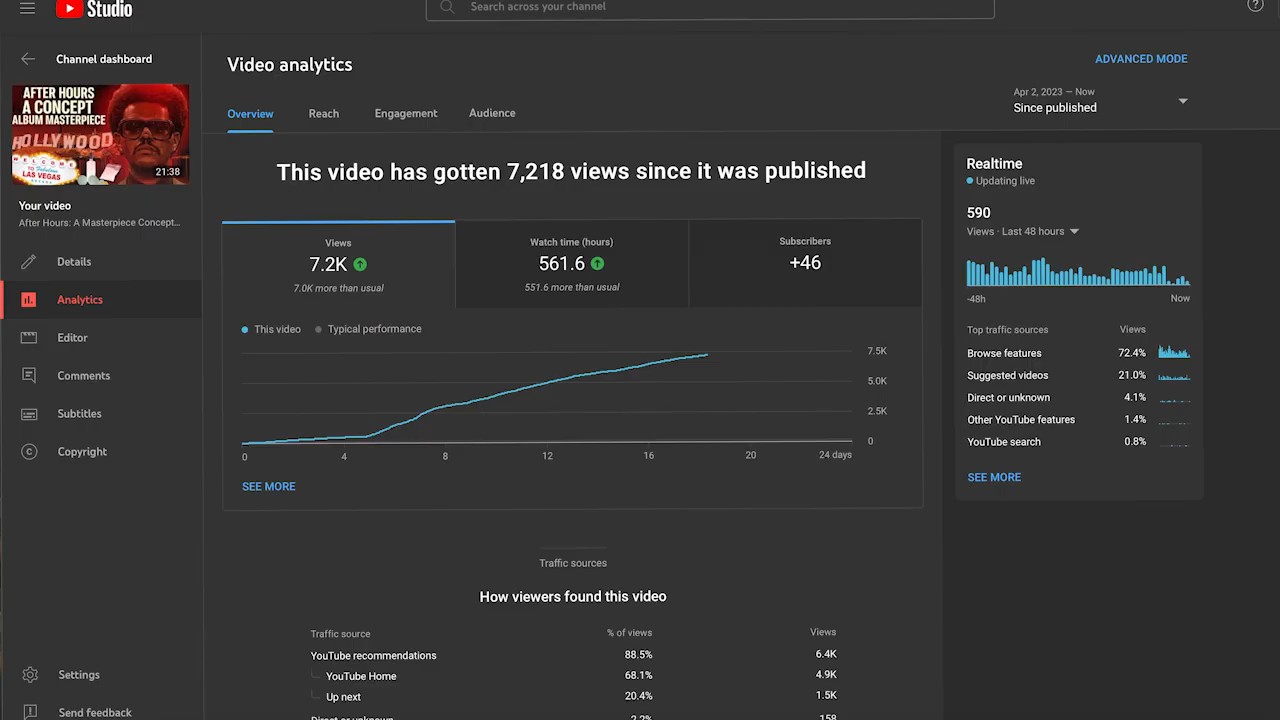 Studio
Search across your channel
Channel dashboard
AFTER HOURS
A CONCEPT
ALBUM MASTERPIECE
HOLLYWOOD
WELCOME
TO Fabulous
LAS VEGAS
21:38
Your video
After Hours: A Masterpiece Concept...
Details
Analytics
Editor
Comments
Subtitles
Copyright
Settings
Send feedback
Video analytics
ADVANCED MODE
Overview
Reach
Engagement
Audience
Apr 2, 2023 – Now
Since published
This video has gotten 7,218 views since it was published
Views
7.2K
7.0K more than usual
Watch time (hours)
561.6
551.6 more than usual
Subscribers
+46
This video
Typical performance
7.5K
5.0K
2.5K
0
0 4 8 12 16 20 24 days
SEE MORE
Realtime
Updating live
590
Views · Last 48 hours
-48h Now
Top traffic sources Views
Browse features 72.4%
Suggested videos 21.0%
Direct or unknown 4.1%
Other YouTube features 1.4%
YouTube search 0.8%
SEE MORE
Traffic sources
How viewers found this video
Traffic source % of views Views
YouTube recommendations 88.5% 6.4K
YouTube Home 68.1% 4.9K
Up next 20.4% 1.5K
Direct or unknown 2.2% 158